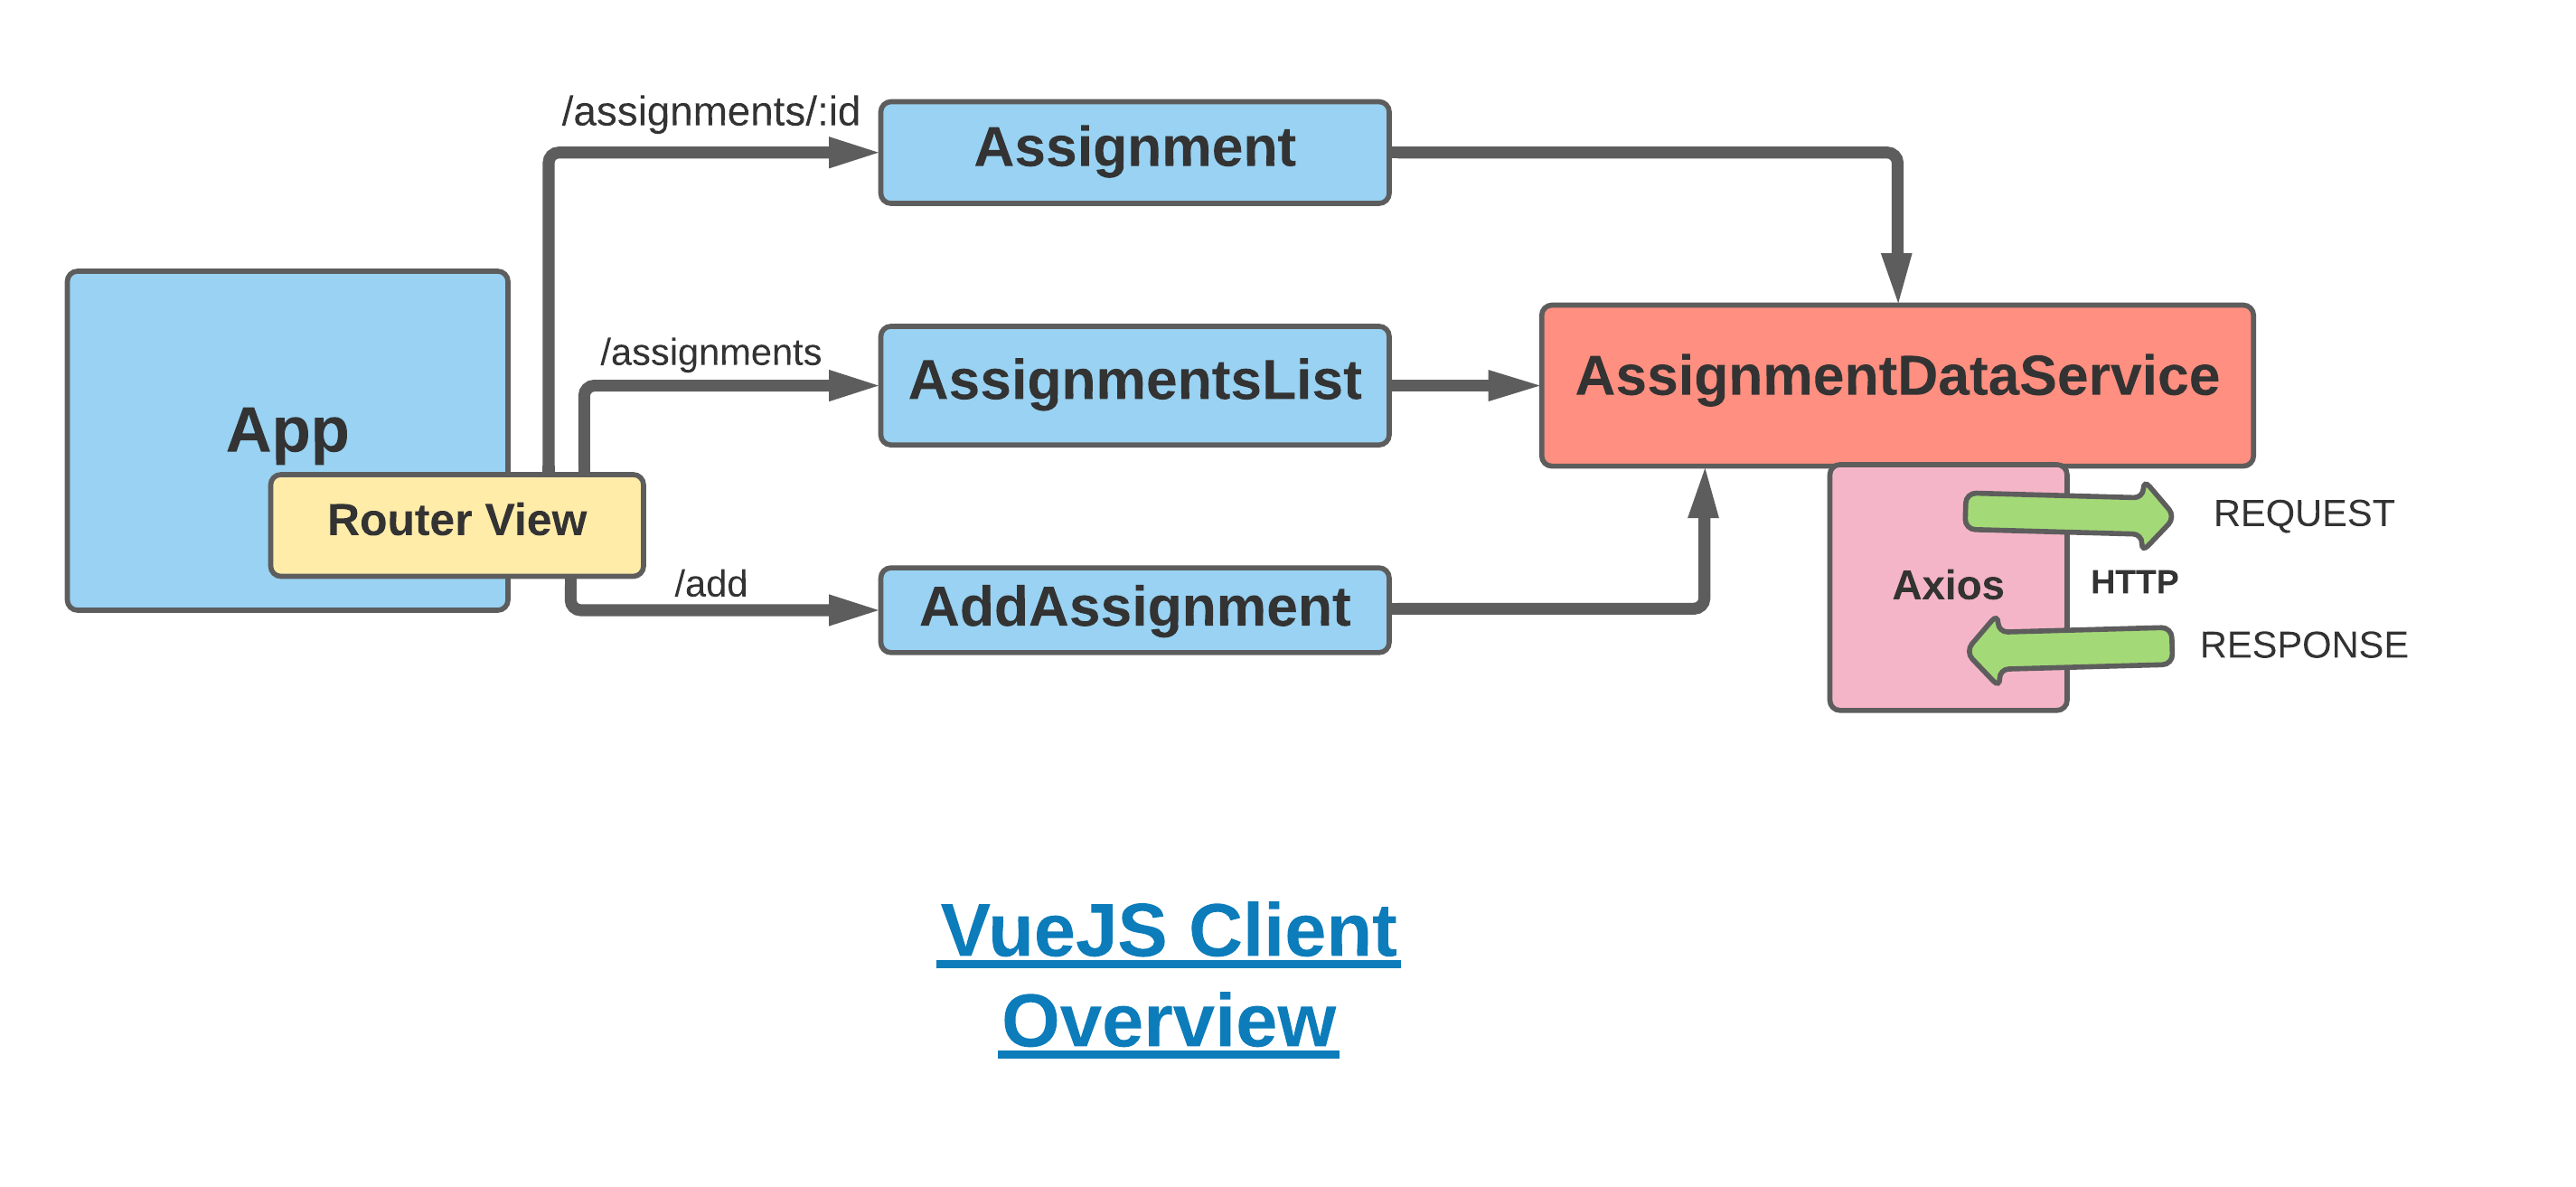 /assignments/:id
Assignment
/assignments
AssignmentsList
AssignmentDataService
App
Router View
/add
AddAssignment
REQUEST
Axios
HTTP
RESPONSE
VueJS Client
Overview